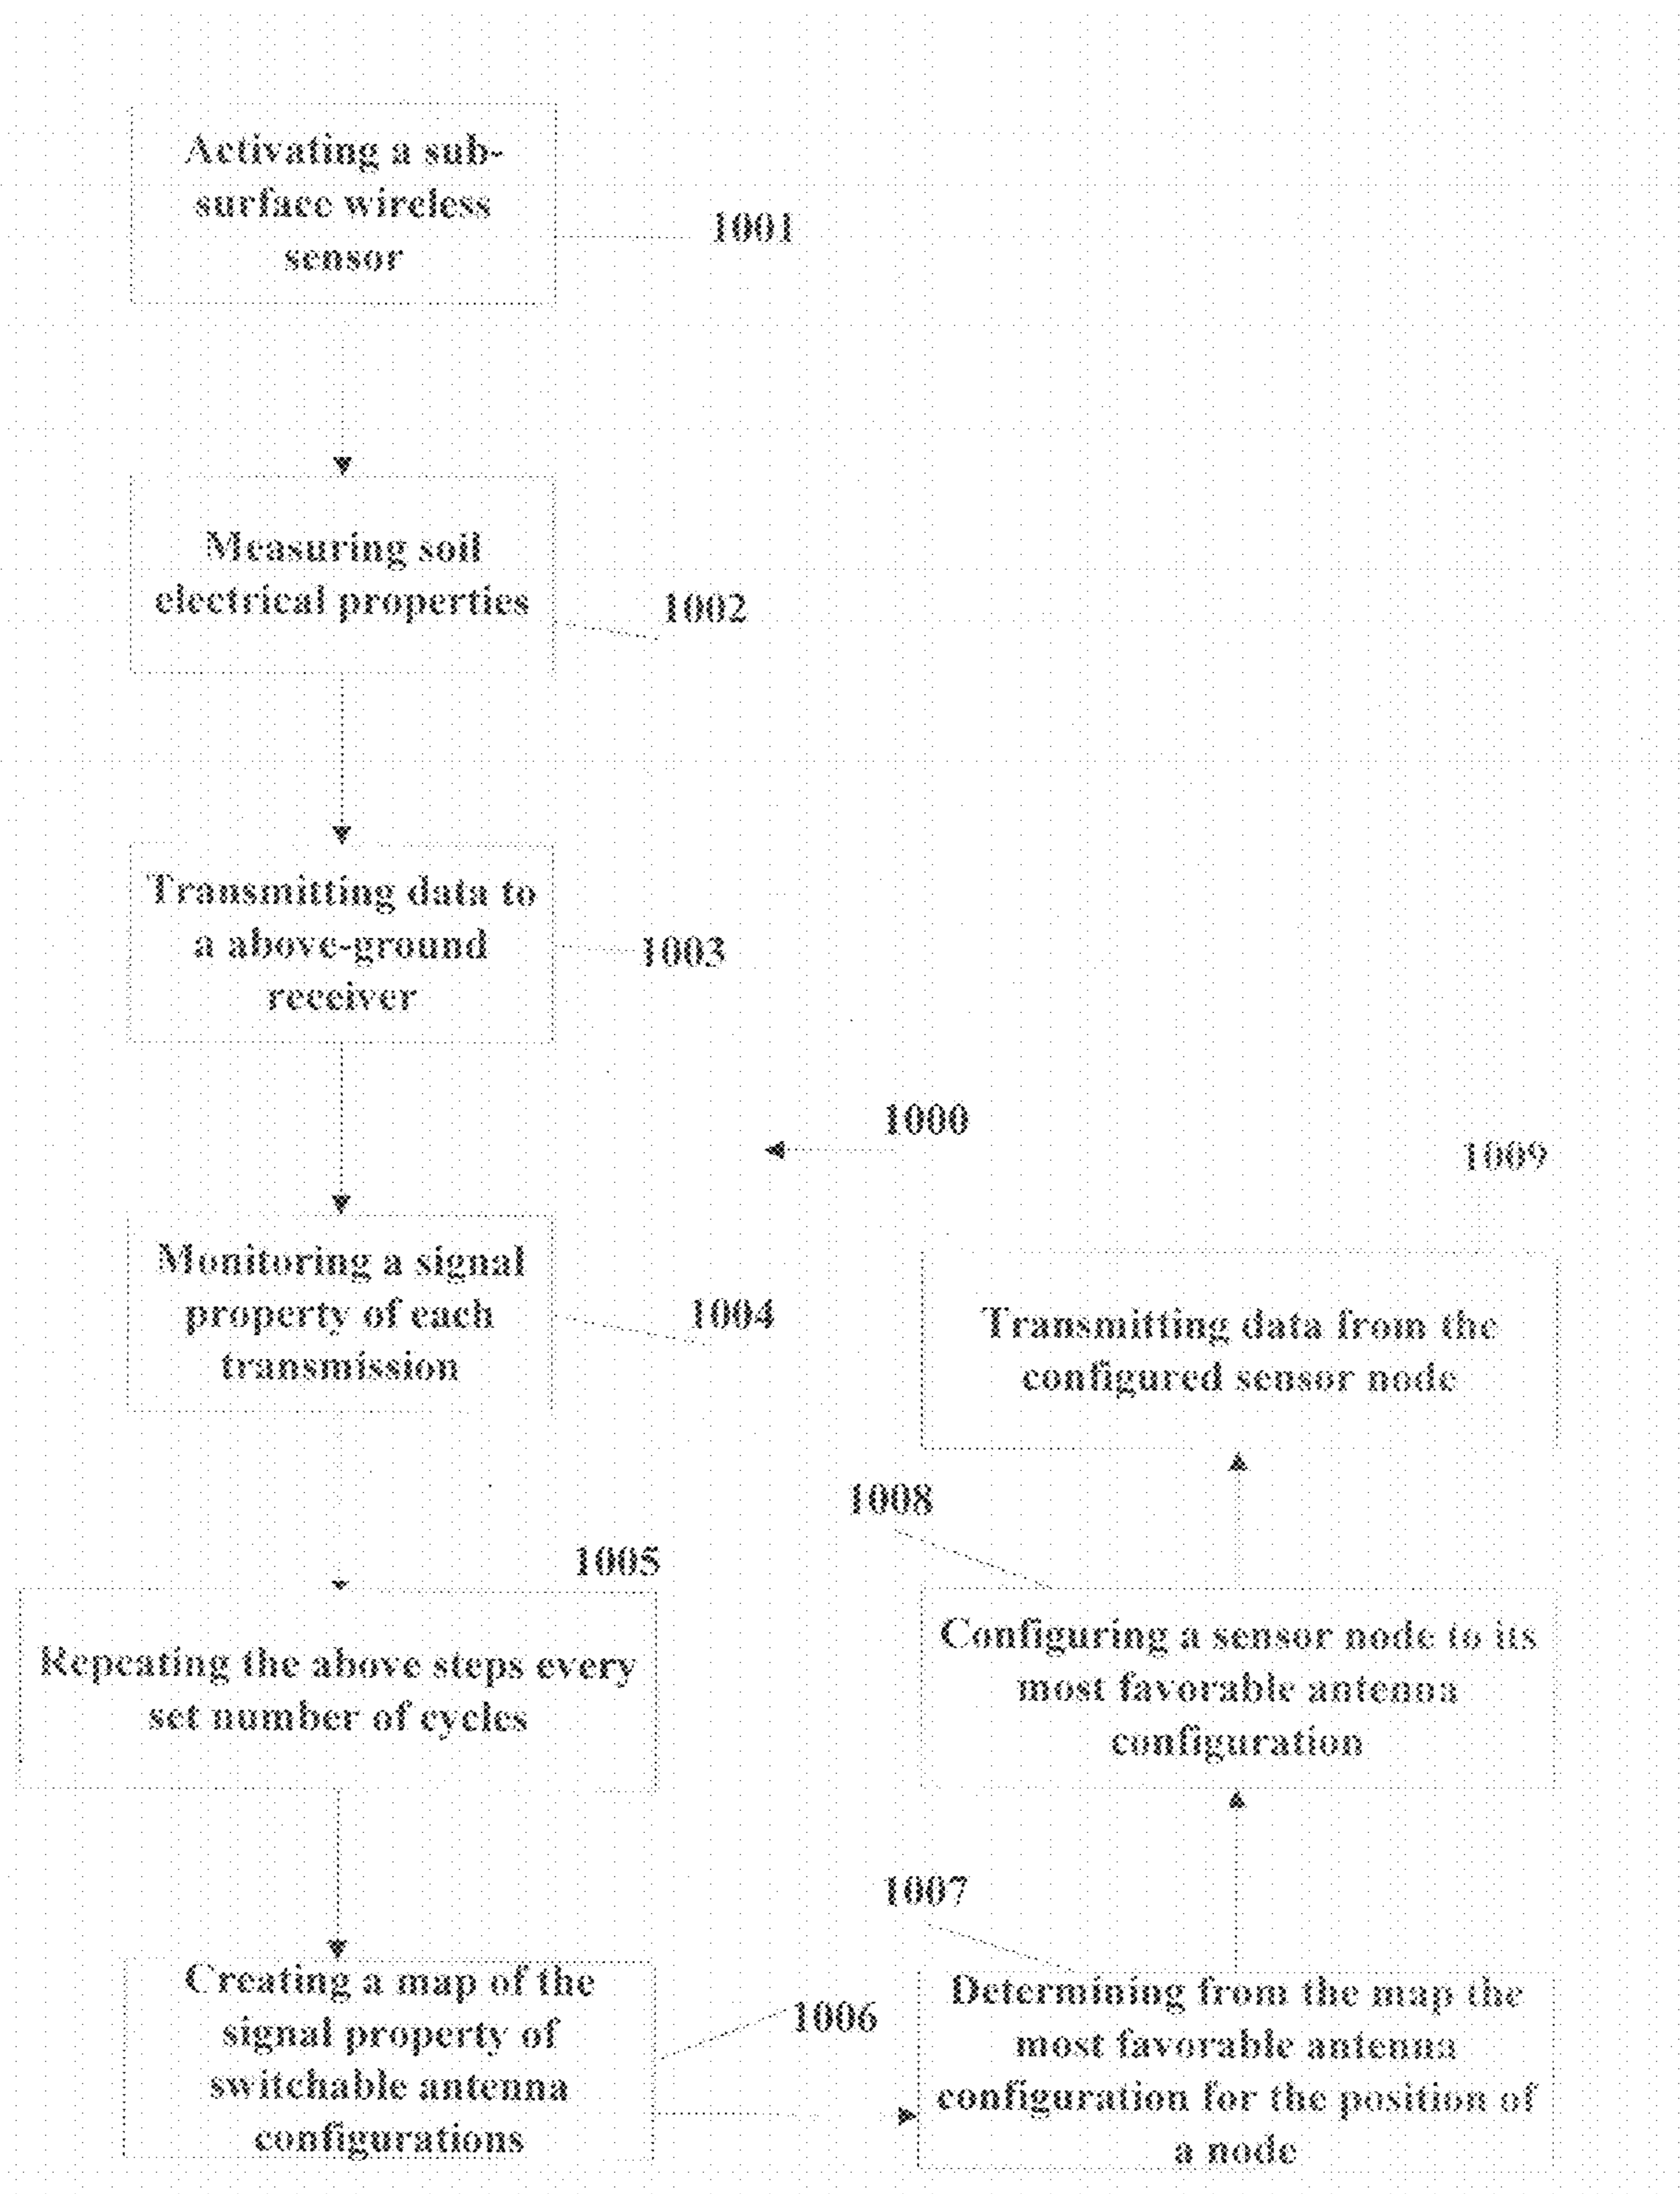 Activating a sub-
surface wireless
sensor
1001
Measuring soil
electrical properties
1002
Transmitting data to
a above-ground
receiver
1003
1000
1009
Monitoring a signal
property of each
transmission
1004
Transmitting data from the
configured sensor node
1008
1005
Repeating the above steps every
set number of cycles
Configuring a sensor node to its
most favorable antenna
configuration
1007
Creating a map of the
signal property of
switchable antenna
configurations
1006
Determining from the map the
most favorable antenna
configuration for the position of
a node